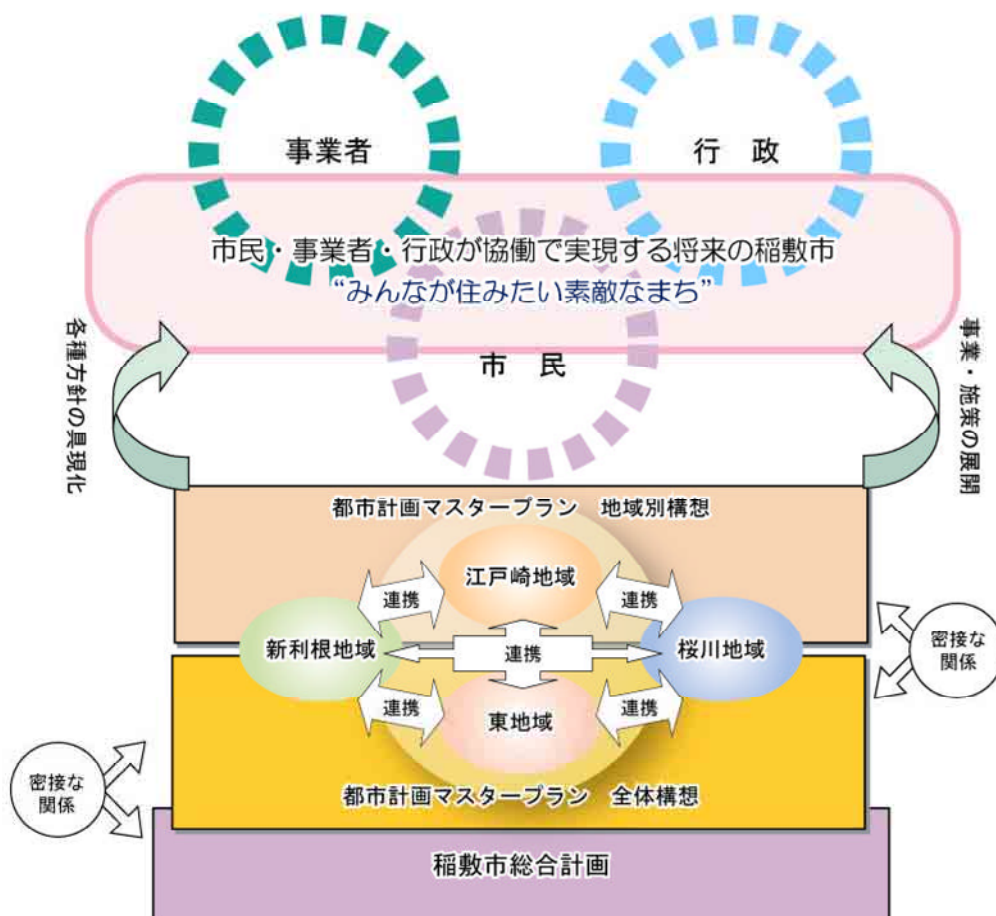 事業者
行　政
市民・事業者・行政が協働で実現する将来の稲敷市
“みんなが住みたい素敵なまち”
市　民
各種方針の具現化
事業・施策の展開
都市計画マスタープラン　地域別構想
江戸崎地域
連携
連携
新利根地域
連携
桜川地域
密接な
関係
連携
連携
東地域
密接な
関係
都市計画マスタープラン　全体構想
稲敷市総合計画